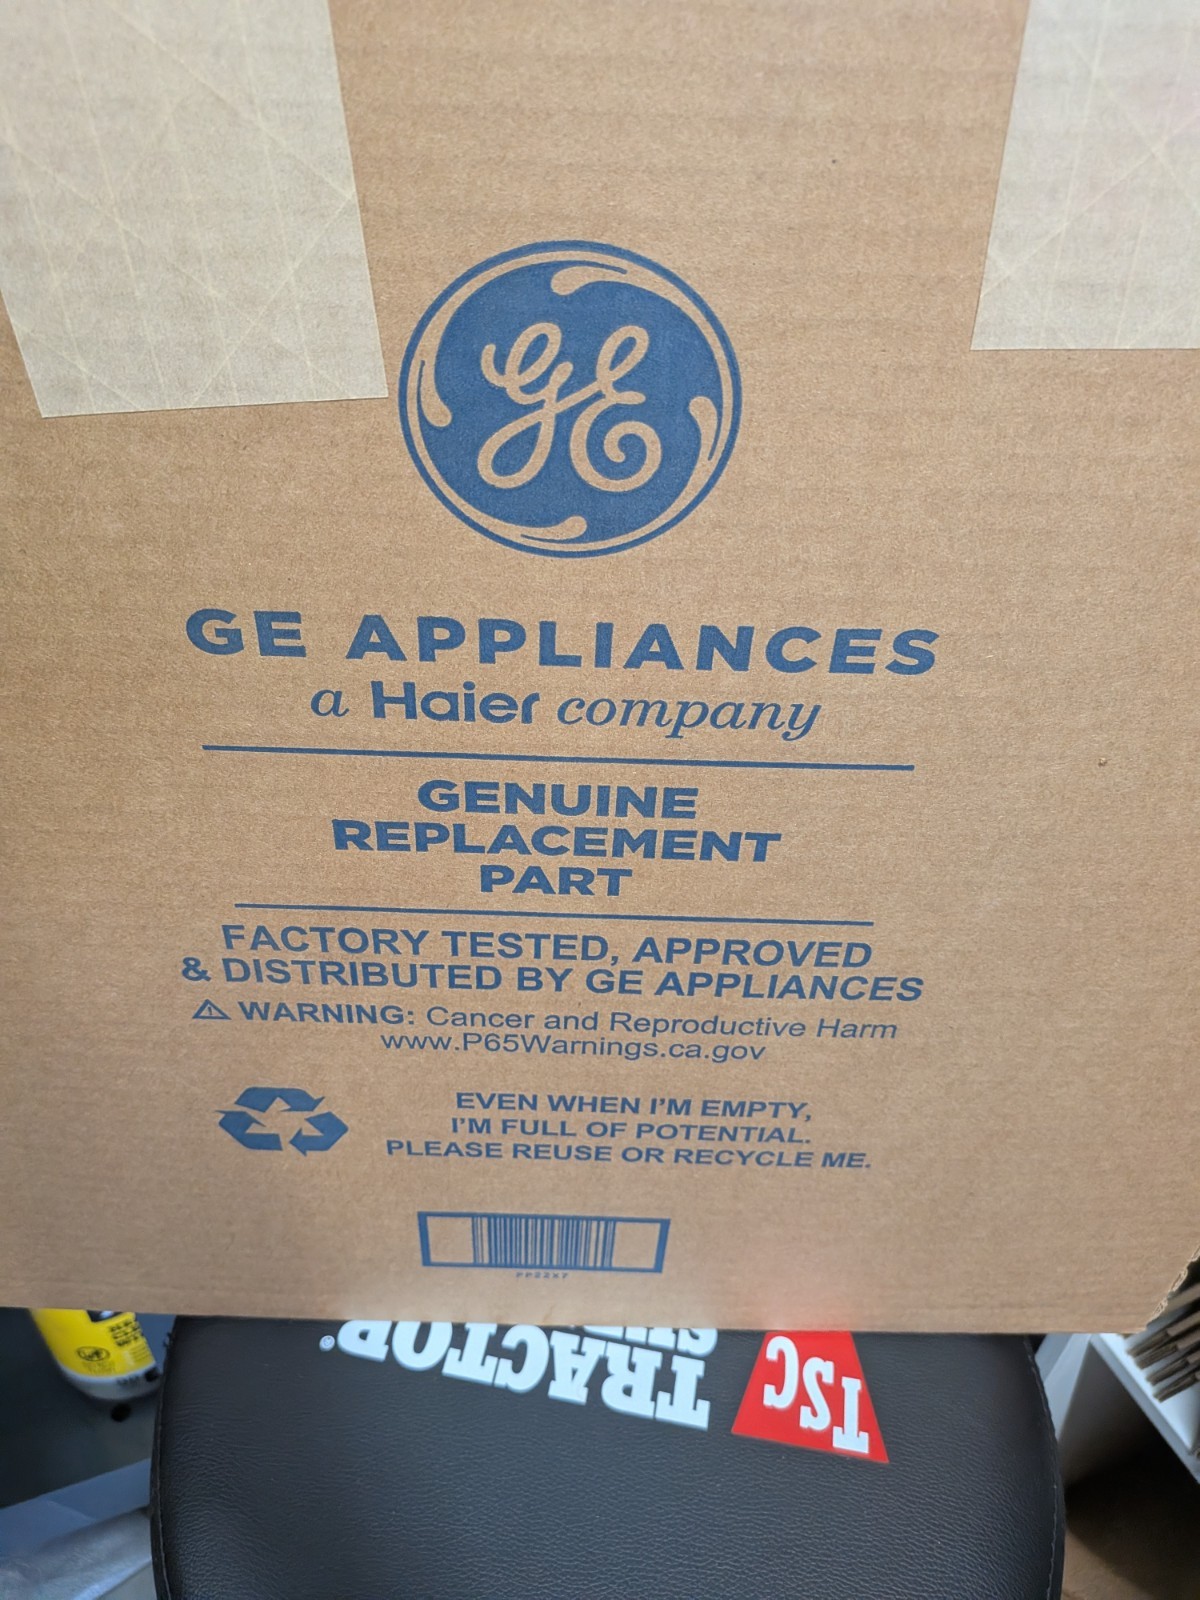 GE
GE APPLIANCES
a Haier company
GENUINE
REPLACEMENT
PART
FACTORY TESTED, APPROVED
& DISTRIBUTED BY GE APPLIANCES
⚠ WARNING: Cancer and Reproductive Harm
www.P65Warnings.ca.gov
EVEN WHEN I'M EMPTY,
I'M FULL OF POTENTIAL.
PLEASE REUSE OR RECYCLE ME.
PP22X7
TSC
TRACTOR